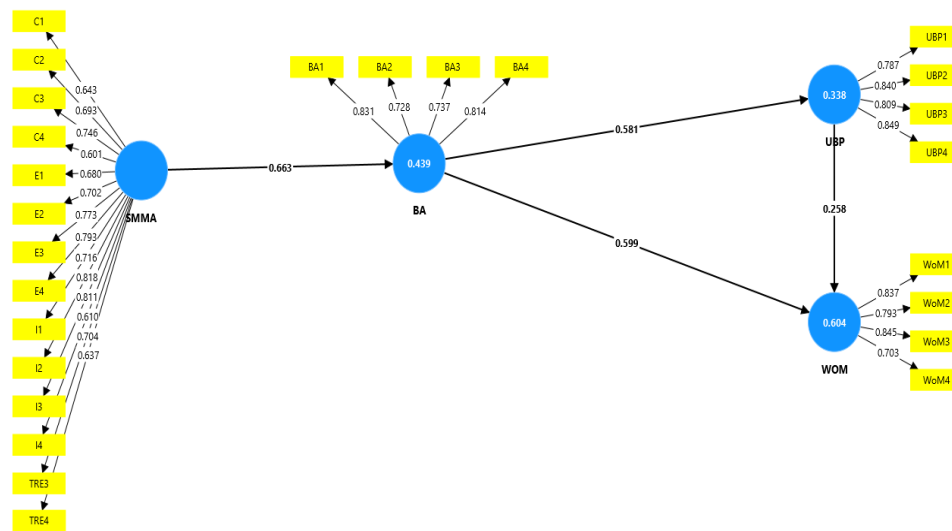 C1
C2
C3
C4
E1
E2
E3
E4
I1
I2
I3
I4
TRE3
TRE4
0.643
0.693
0.746
0.601
0.680
0.702
0.773
0.793
0.716
0.818
0.811
0.610
0.704
0.637
SMMA
0.663
BA1
BA2
BA3
BA4
0.831
0.728
0.737
0.814
0.439
BA
0.581
0.599
0.338
UBP
0.787
0.840
0.809
0.849
UBP1
UBP2
UBP3
UBP4
0.258
0.604
WOM
0.837
0.793
0.845
0.703
WoM1
WoM2
WoM3
WoM4